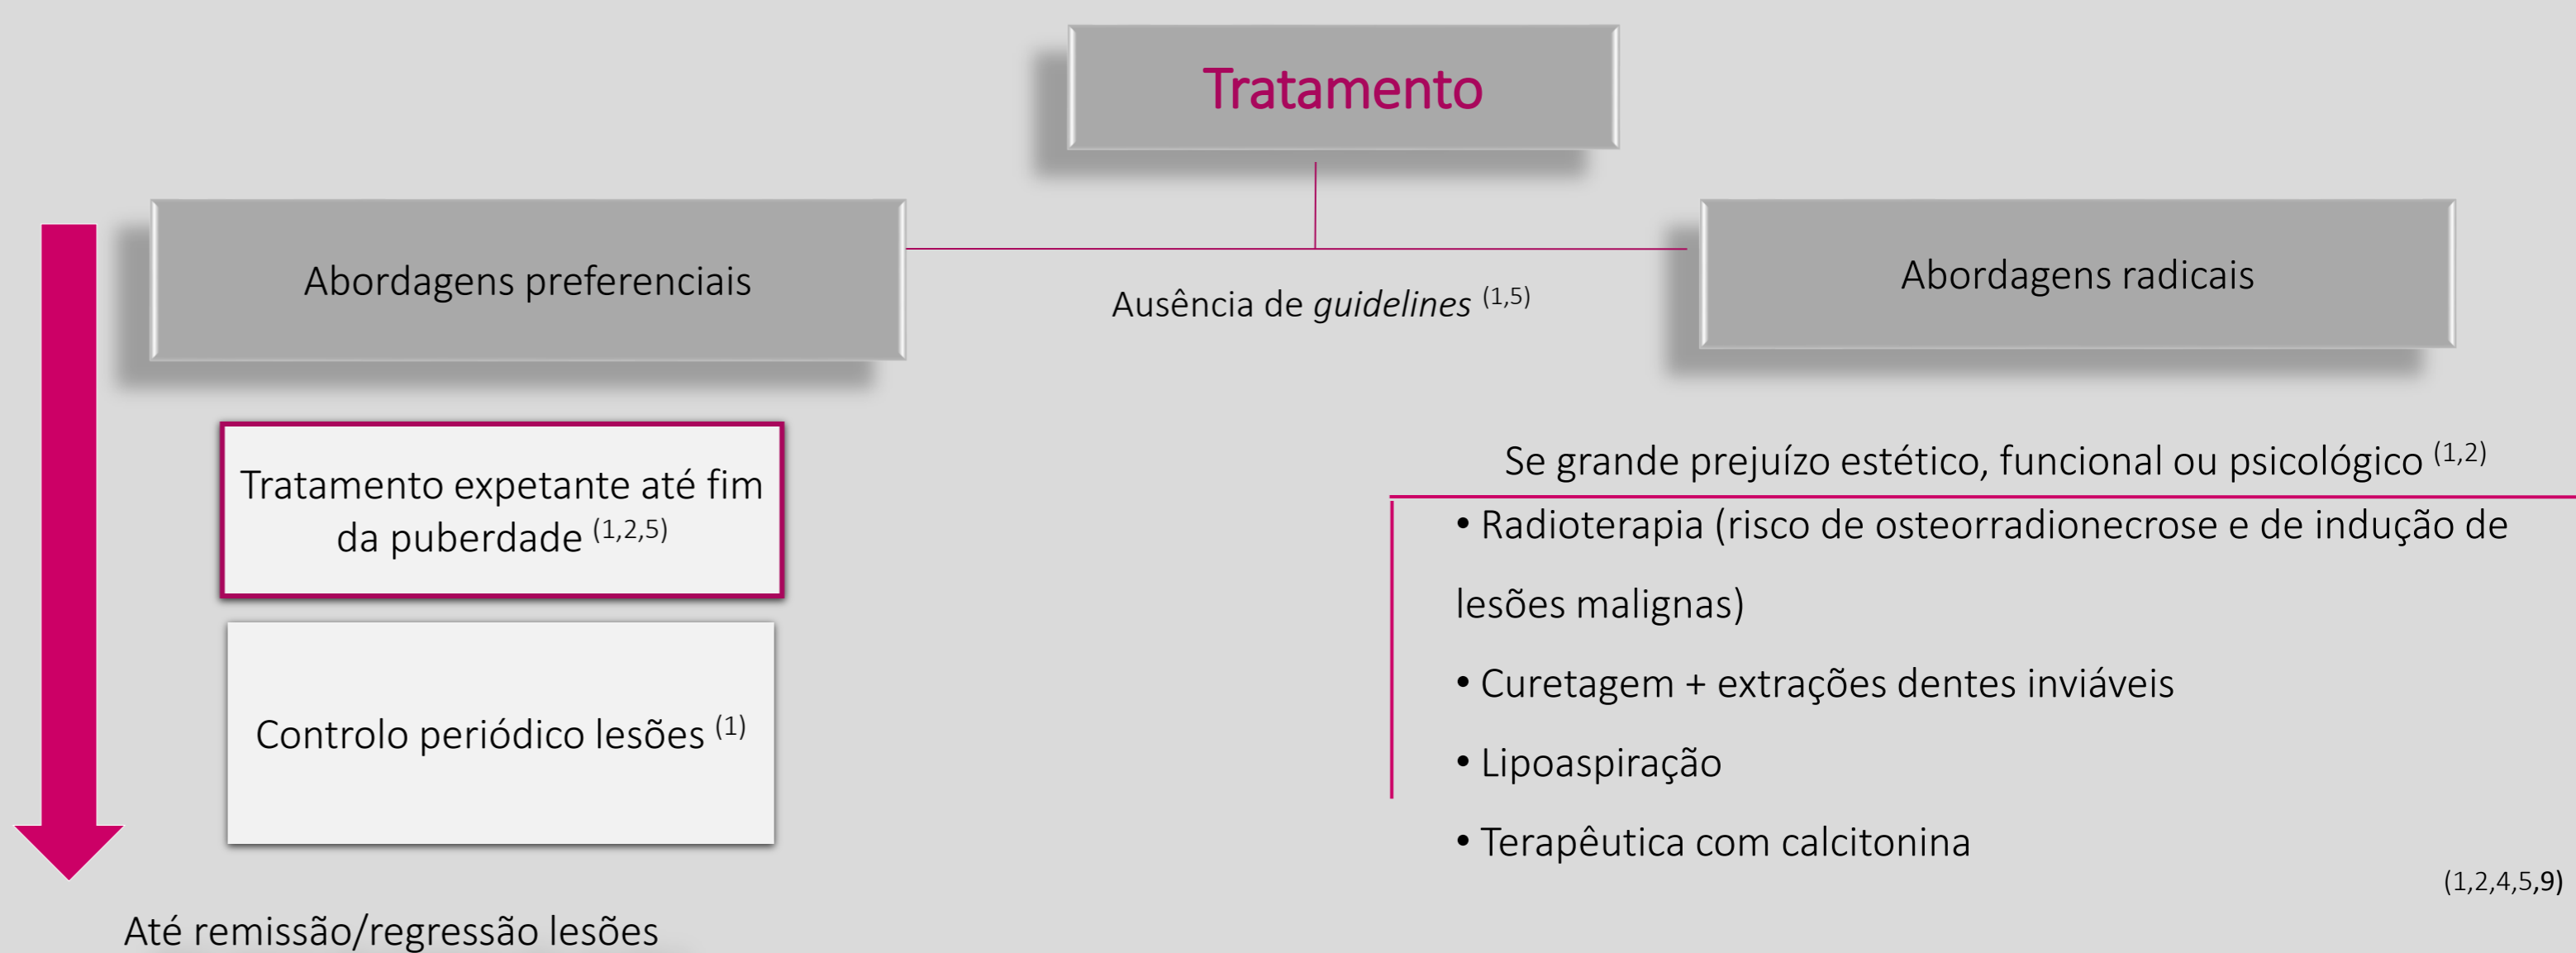 Tratamento
Abordagens preferenciais
Ausência de guidelines (1,5)
Abordagens radicais
Tratamento expetante até fim
da puberdade (1,2,5)
Controlo periódico lesões (1)
Até remissão/regressão lesões
Se grande prejuízo estético, funcional ou psicológico (1,2)
• Radioterapia (risco de osteorradionecrose e de indução de
lesões malignas)
• Curetagem + extrações dentes inviáveis
• Lipoaspiração
• Terapêutica com calcitonina
(1,2,4,5,9)